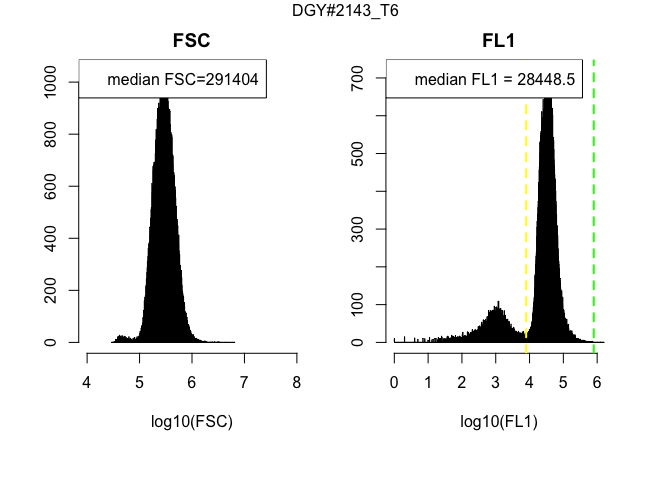 DGY#2143_T6
FSC
median FSC=291404
0 200 400 600 800 1000
4 5 6 7 8
log10(FSC)
FL1
median FL1 = 28448.5
0 100 300 500 700
0 1 2 3 4 5 6
log10(FL1)